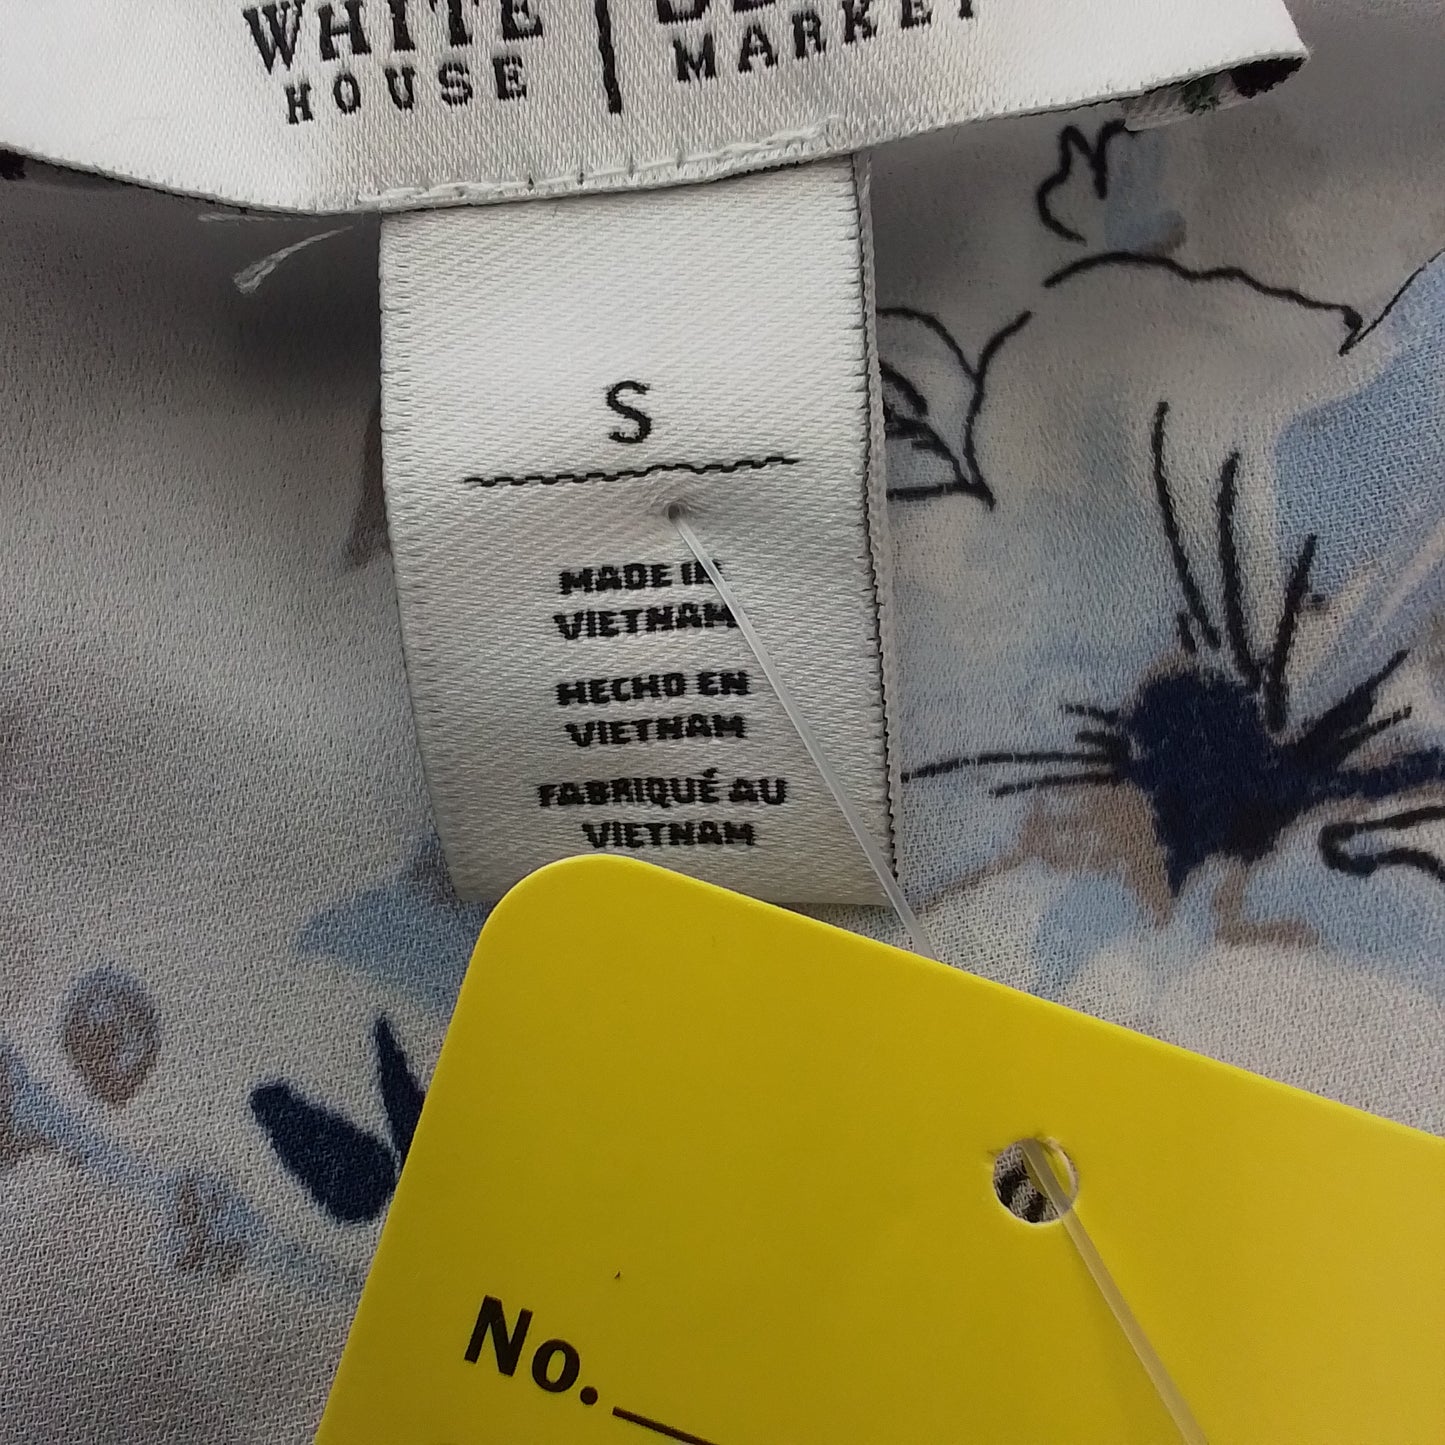 WHITE
HOUSE
MARKET
S
MADE IN
VIETNAM
HECHO EN
VIETNAM
FABRIQUÉ AU
VIETNAM
No.